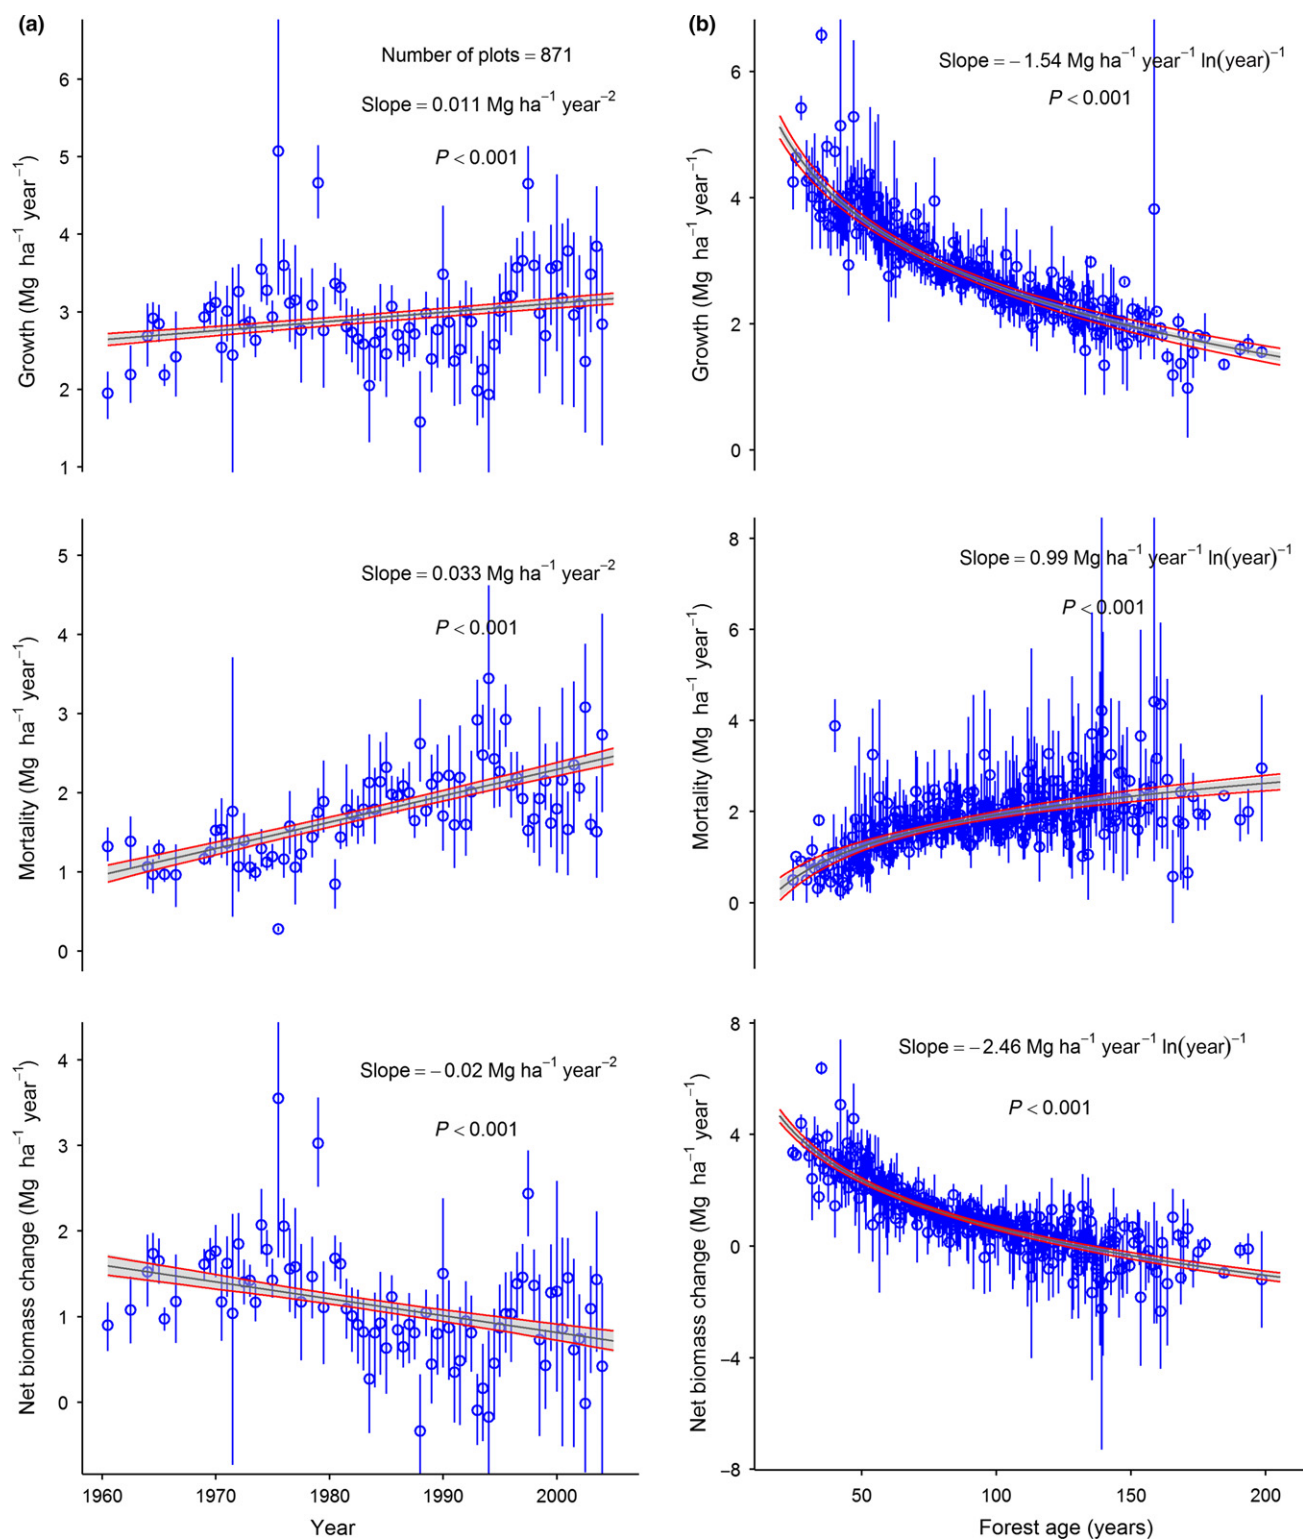 (a)
Number of plots = 871
Slope = 0.011 Mg ha⁻¹ year⁻²
P < 0.001
Growth (Mg ha⁻¹ year⁻¹)
6
5
4
3
2
1
Slope = 0.033 Mg ha⁻¹ year⁻²
P < 0.001
Mortality (Mg ha⁻¹ year⁻¹)
5
4
3
2
1
0
Slope = −0.02 Mg ha⁻¹ year⁻²
P < 0.001
Net biomass change (Mg ha⁻¹ year⁻¹)
4
3
2
1
0
1960 1970 1980 1990 2000
Year
(b)
Slope = −1.54 Mg ha⁻¹ year⁻¹ ln(year)⁻¹
P < 0.001
Growth (Mg ha⁻¹ year⁻¹)
6
4
2
0
Slope = 0.99 Mg ha⁻¹ year⁻¹ ln(year)⁻¹
P < 0.001
Mortality (Mg ha⁻¹ year⁻¹)
8
6
4
2
0
Slope = −2.46 Mg ha⁻¹ year⁻¹ ln(year)⁻¹
P < 0.001
Net biomass change (Mg ha⁻¹ year⁻¹)
8
4
0
−4
−8
50 100 150 200
Forest age (years)